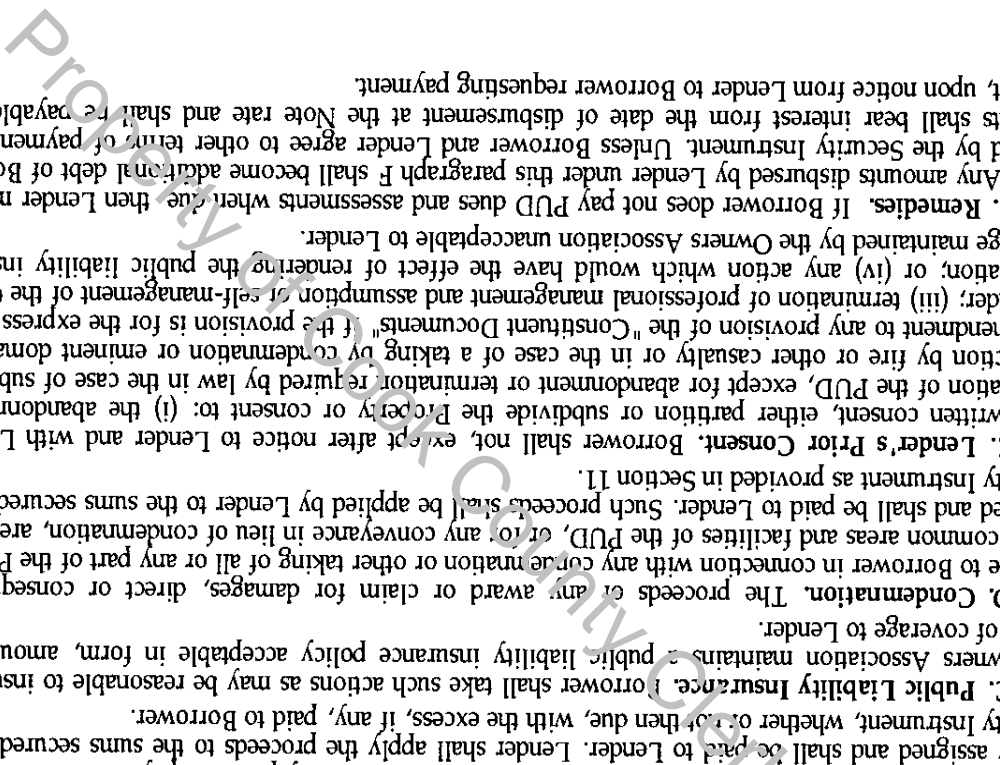 assigned and shall be paid to Lender. Lender shall apply the proceeds to the sums secured
ty Instrument, whether or not then due, with the excess, if any, paid to Borrower.
C. Public Liability Insurance. Borrower shall take such actions as may be reasonable to insu
wners Association maintains a public liability insurance policy acceptable in form, amoun
of coverage to Lender.
D. Condemnation. The proceeds of any award or claim for damages, direct or conseq
e to Borrower in connection with any condemnation or other taking of all or any part of the P
common areas and facilities of the PUD, or for any conveyance in lieu of condemnation, are
ed and shall be paid to Lender. Such proceeds shall be applied by Lender to the sums secured
ty Instrument as provided in Section 11.
E. Lender's Prior Consent. Borrower shall not, except after notice to Lender and with L
written consent, either partition or subdivide the Property or consent to: (i) the abandonm
ation of the PUD, except for abandonment or termination required by law in the case of sub
ction by fire or other casualty or in the case of a taking by condemnation or eminent doma
nendment to any provision of the "Constituent Documents" if the provision is for the express
der; (iii) termination of professional management and assumption of self-management of the
ation; or (iv) any action which would have the effect of rendering the public liability ins
ge maintained by the Owners Association unacceptable to Lender.
. Remedies. If Borrower does not pay PUD dues and assessments when due, then Lender m
Any amounts disbursed by Lender under this paragraph F shall become additional debt of Bo
d by the Security Instrument. Unless Borrower and Lender agree to other terms of paymen
ts shall bear interest from the date of disbursement at the Note rate and shall be payabl
t, upon notice from Lender to Borrower requesting payment.
Property of Cook County Clerk